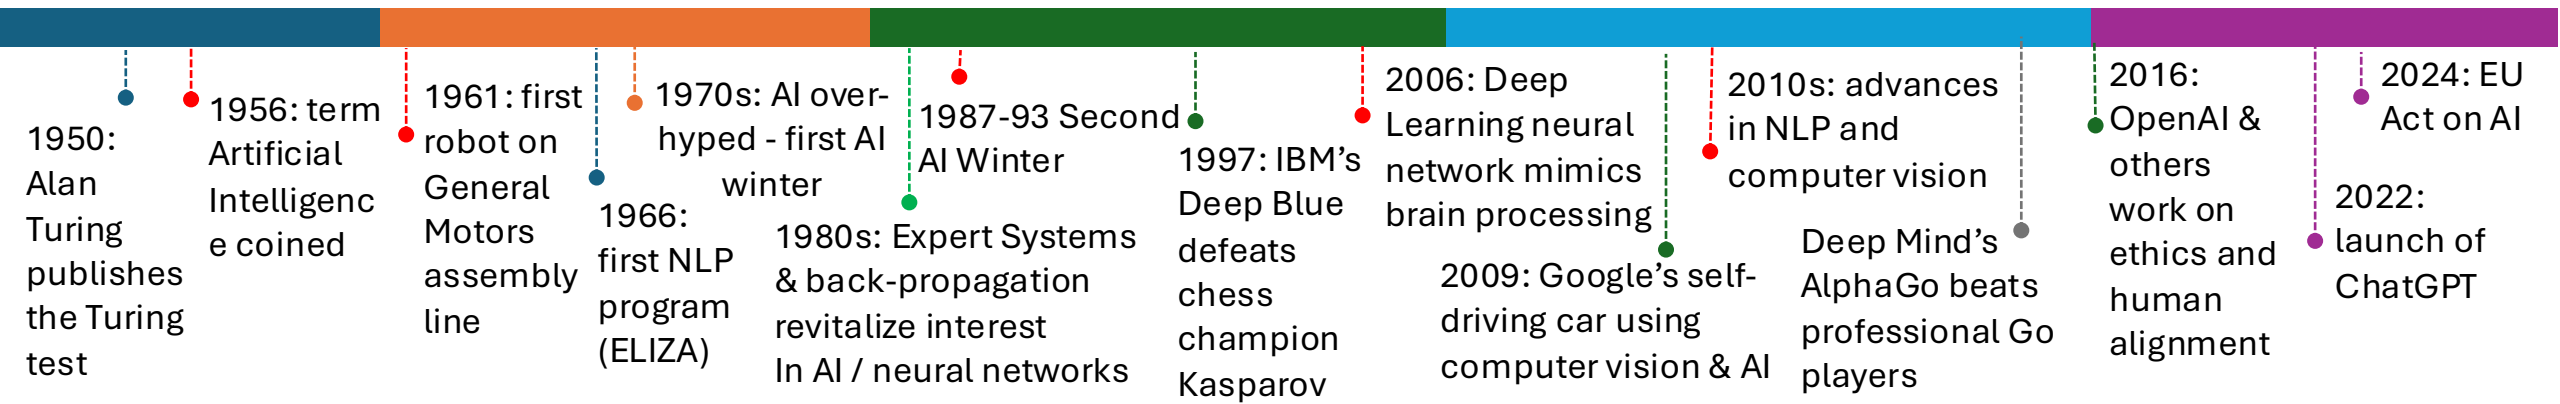 1950:
Alan
Turing
publishes
the Turing
test
1956: term
Artificial
Intelligenc
e coined
1961: first
robot on
General
Motors
assembly
line
1966:
first NLP
program
(ELIZA)
1970s: AI over-
hyped - first AI
winter
1980s: Expert Systems
& back-propagation
revitalize interest
In AI / neural networks
1987-93 Second
AI Winter
1997: IBM’s
Deep Blue
defeats
chess
champion
Kasparov
2006: Deep
Learning neural
network mimics
brain processing
2009: Google’s self-
driving car using
computer vision & AI
2010s: advances
in NLP and
computer vision
Deep Mind’s
AlphaGo beats
professional Go
players
2016:
OpenAI &
others
work on
ethics and
human
alignment
2022:
launch of
ChatGPT
2024: EU
Act on AI